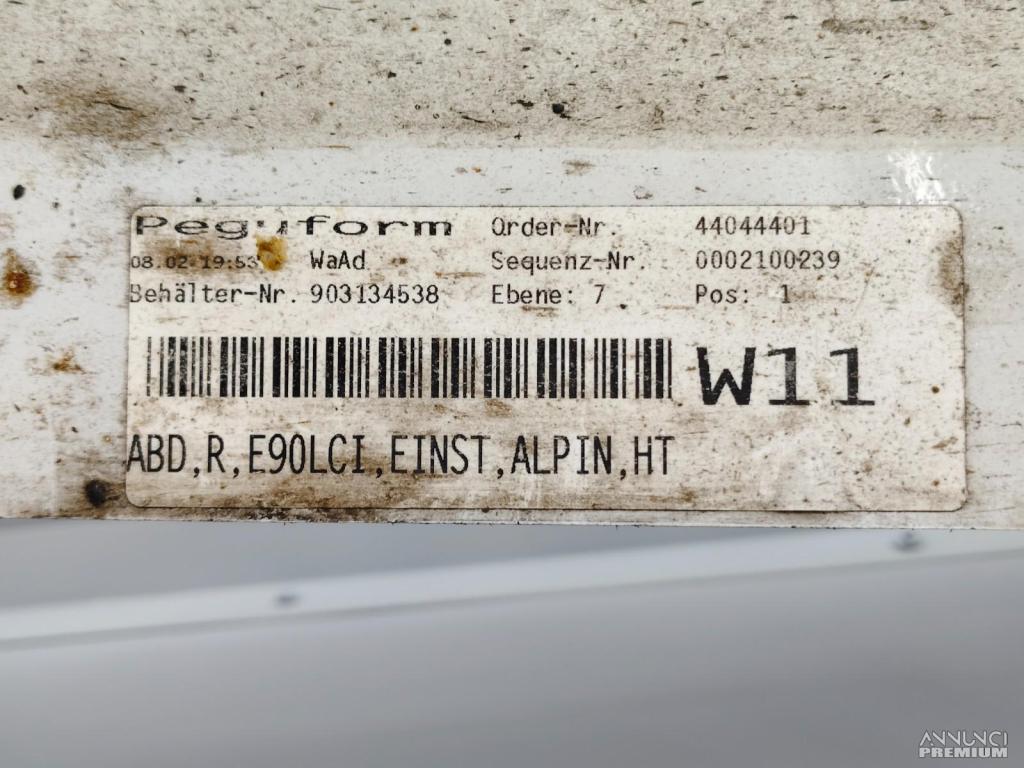 Peguform Order-Nr. 44044401
08.02 19:53 WaAd Sequenz-Nr. 0002100239
Behälter-Nr. 903134538 Ebene: 7 Pos: 1
W11
ABD,R,E90LCI,EINST,ALPIN,HT
ANNUNCI
PREMIUM